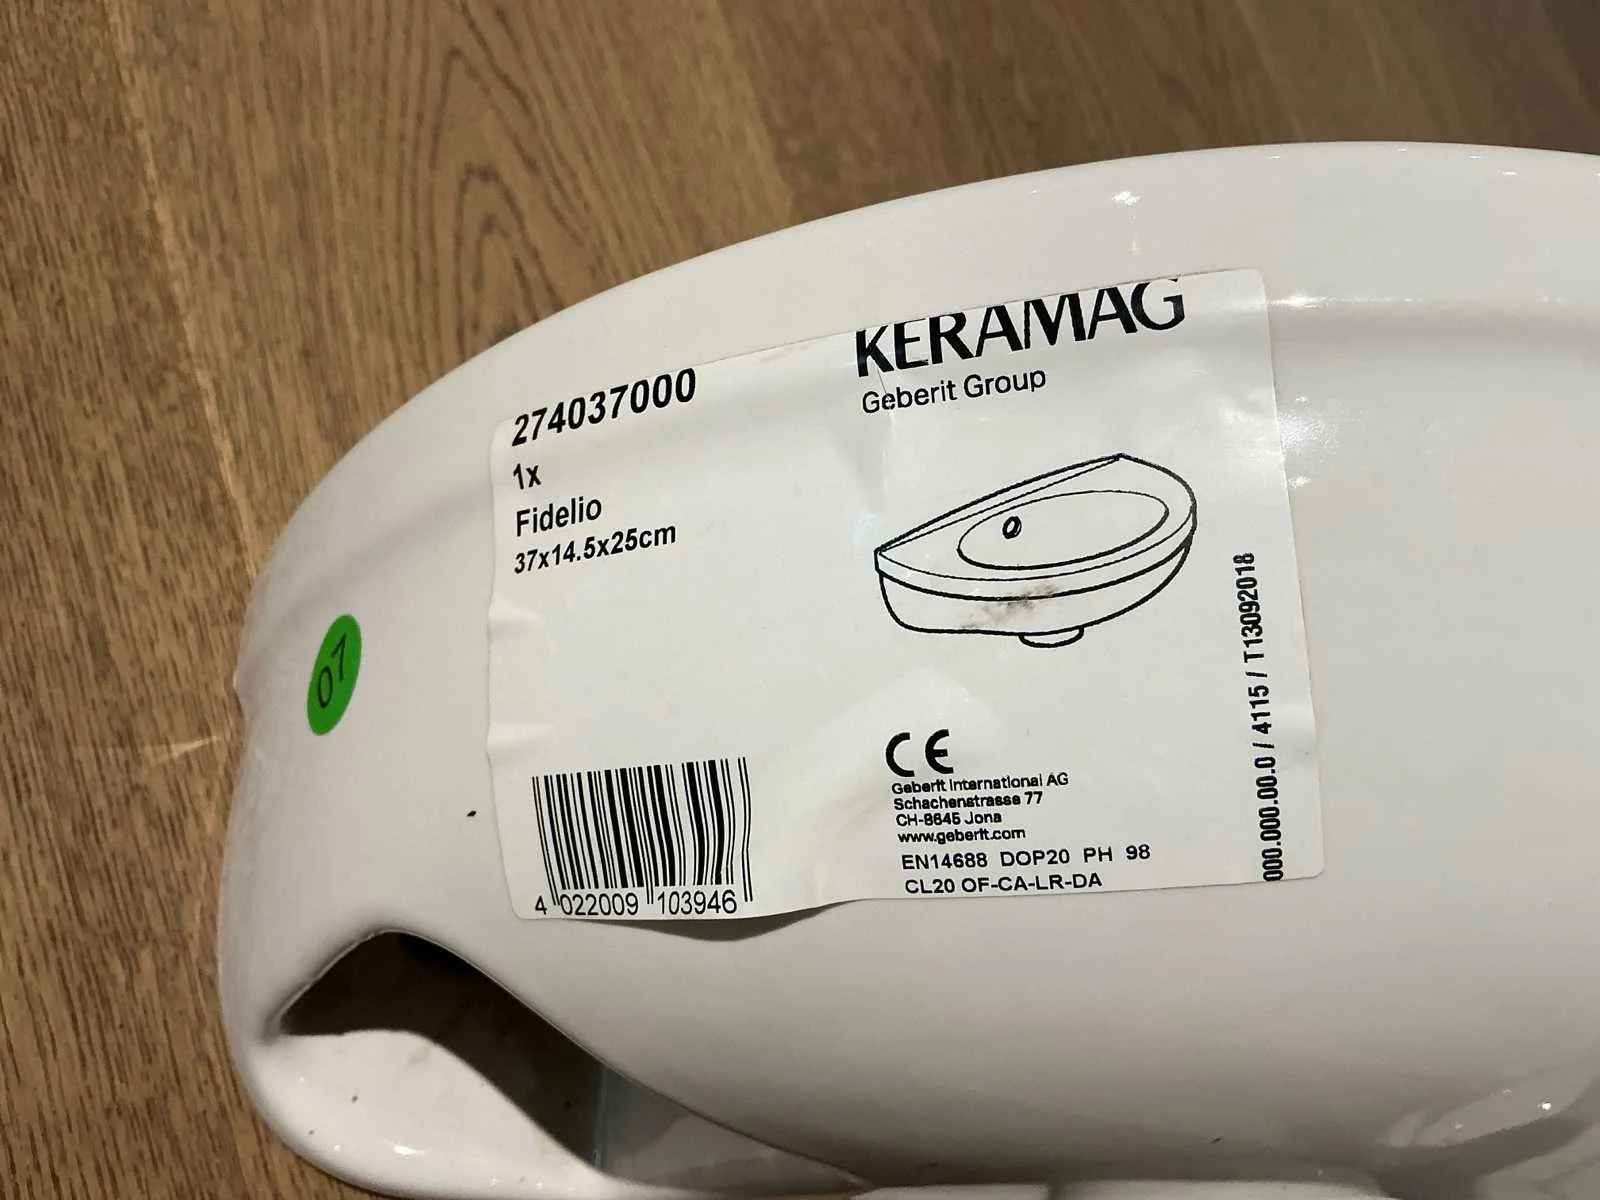 KERAMAG
Geberit Group
274037000
1x
Fidelio
37x14.5x25cm
07
000.000.00.0 / 4115 / T13092018
CE
Geberit International AG
Schachenstrasse 77
CH-8645 Jona
www.geberit.com
EN14688 DOP20 PH 98
CL20 OF-CA-LR-DA
4 022009 103946